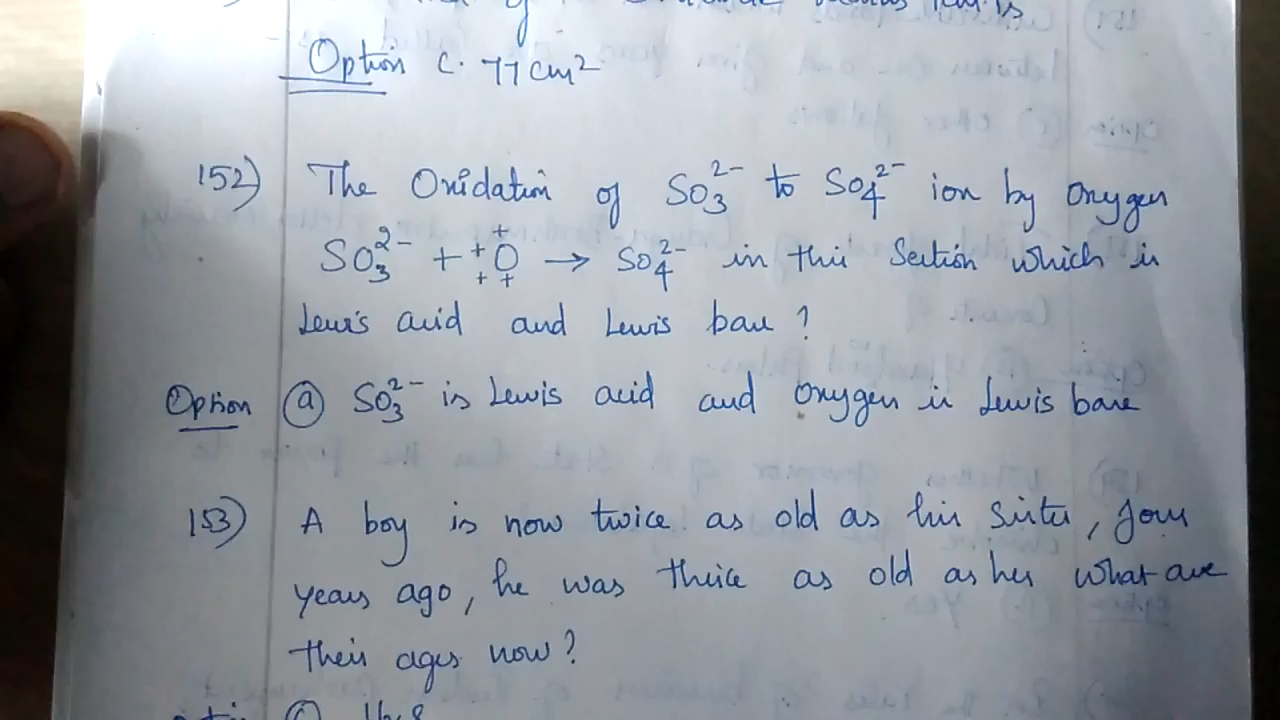 Option C. 77 cm²
152) The Oxidation of SO₃²⁻ to SO₄²⁻ ion by Oxygen
SO₃²⁻ + O → SO₄²⁻ in this Section which is
Lewis acid and Lewis base ?
Option (a) SO₃²⁻ is Lewis acid and Oxygen is Lewis base
153) A boy is now twice as old as his sister, four
years ago, he was thrice as old as her what are
their ages now?